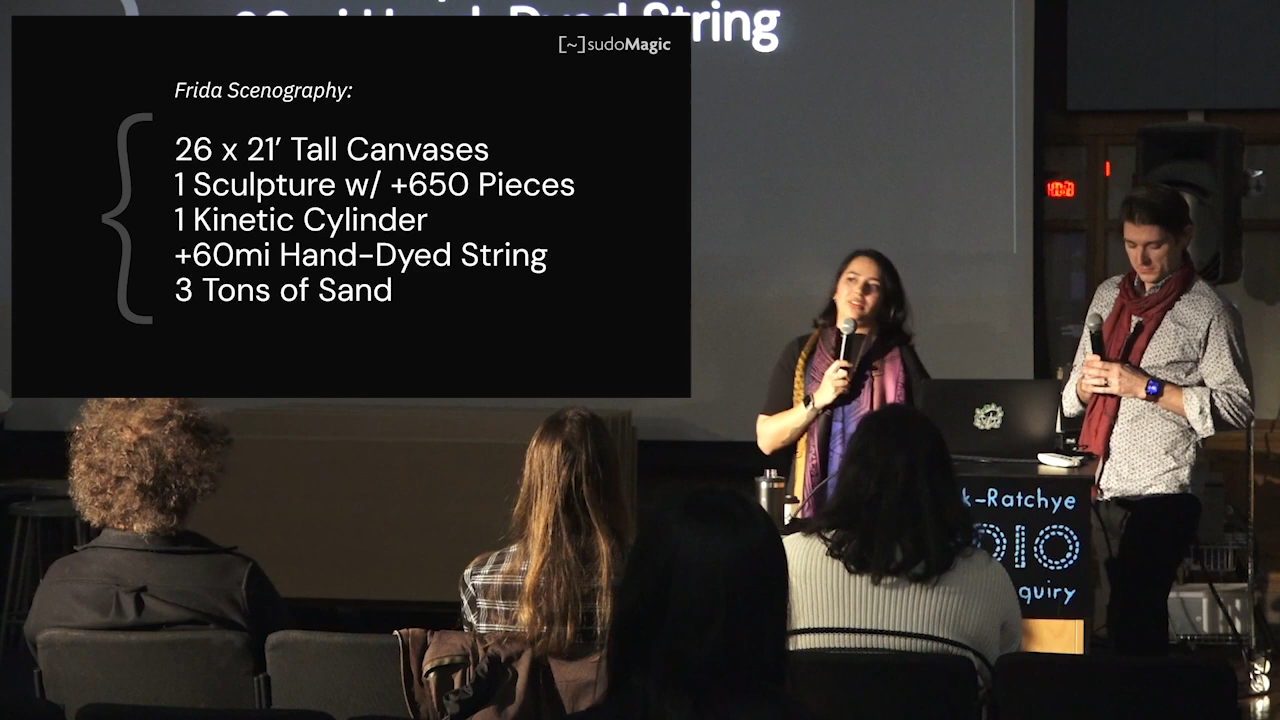 Hand-Dyed String
[~]sudoMagic
Frida Scenography:
26 x 21’ Tall Canvases
1 Sculpture w/ +650 Pieces
1 Kinetic Cylinder
+60mi Hand-Dyed String
3 Tons of Sand
k-Ratchye
DIO
quiry